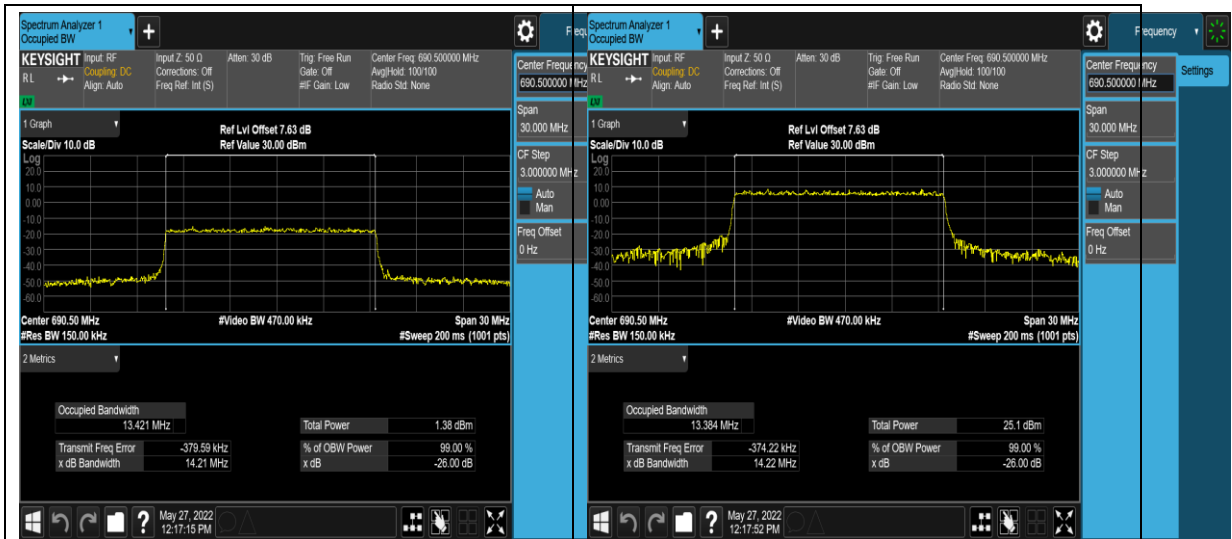 Spectrum Analyzer 1
Occupied BW
+
KEYSIGHT
R L
LXI
Input: RF
Coupling: DC
Align: Auto
Input Z: 50 Ω
Corrections: Off
Freq Ref: Int (S)
Atten: 30 dB
Trig: Free Run
Gate: Off
#IF Gain: Low
Center Freq: 690.500000 MHz
Avg|Hold: 100/100
Radio Std: None
1 Graph
Scale/Div 10.0 dB
Ref Lvl Offset 7.63 dB
Ref Value 30.00 dBm
Log
20.0
10.0
0.00
-10.0
-20.0
-30.0
-40.0
-50.0
-60.0
Center 690.50 MHz
#Res BW 150.00 kHz
#Video BW 470.00 kHz
Span 30 MHz
#Sweep 200 ms (1001 pts)
2 Metrics
Occupied Bandwidth
13.421 MHz
Transmit Freq Error -379.59 kHz
x dB Bandwidth 14.21 MHz
Total Power 1.38 dBm
% of OBW Power 99.00 %
x dB -26.00 dB
?
May 27, 2022
12:17:15 PM
Frequ
Center Frequency
690.500000 MHz
Span
30.000 MHz
CF Step
3.000000 MHz
Auto
Man
Freq Offset
0 Hz
Spectrum Analyzer 1
Occupied BW
+
KEYSIGHT
R L
LXI
Input: RF
Coupling: DC
Align: Auto
Input Z: 50 Ω
Corrections: Off
Freq Ref: Int (S)
Atten: 30 dB
Trig: Free Run
Gate: Off
#IF Gain: Low
Center Freq: 690.500000 MHz
Avg|Hold: 100/100
Radio Std: None
1 Graph
Scale/Div 10.0 dB
Ref Lvl Offset 7.63 dB
Ref Value 30.00 dBm
Log
20.0
10.0
0.00
-10.0
-20.0
-30.0
-40.0
-50.0
-60.0
Center 690.50 MHz
#Res BW 150.00 kHz
#Video BW 470.00 kHz
Span 30 MHz
#Sweep 200 ms (1001 pts)
2 Metrics
Occupied Bandwidth
13.384 MHz
Transmit Freq Error -374.22 kHz
x dB Bandwidth 14.22 MHz
Total Power 25.1 dBm
% of OBW Power 99.00 %
x dB -26.00 dB
?
May 27, 2022
12:17:52 PM
Frequency
Center Frequency
690.500000 MHz
Settings
Span
30.000 MHz
CF Step
3.000000 MHz
Auto
Man
Freq Offset
0 Hz